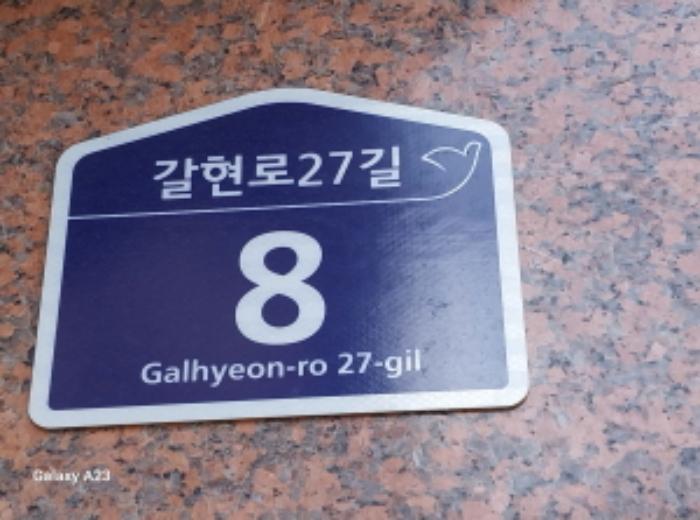 갈현로27길
8
Galhyeon-ro 27-gil
Galaxy A23